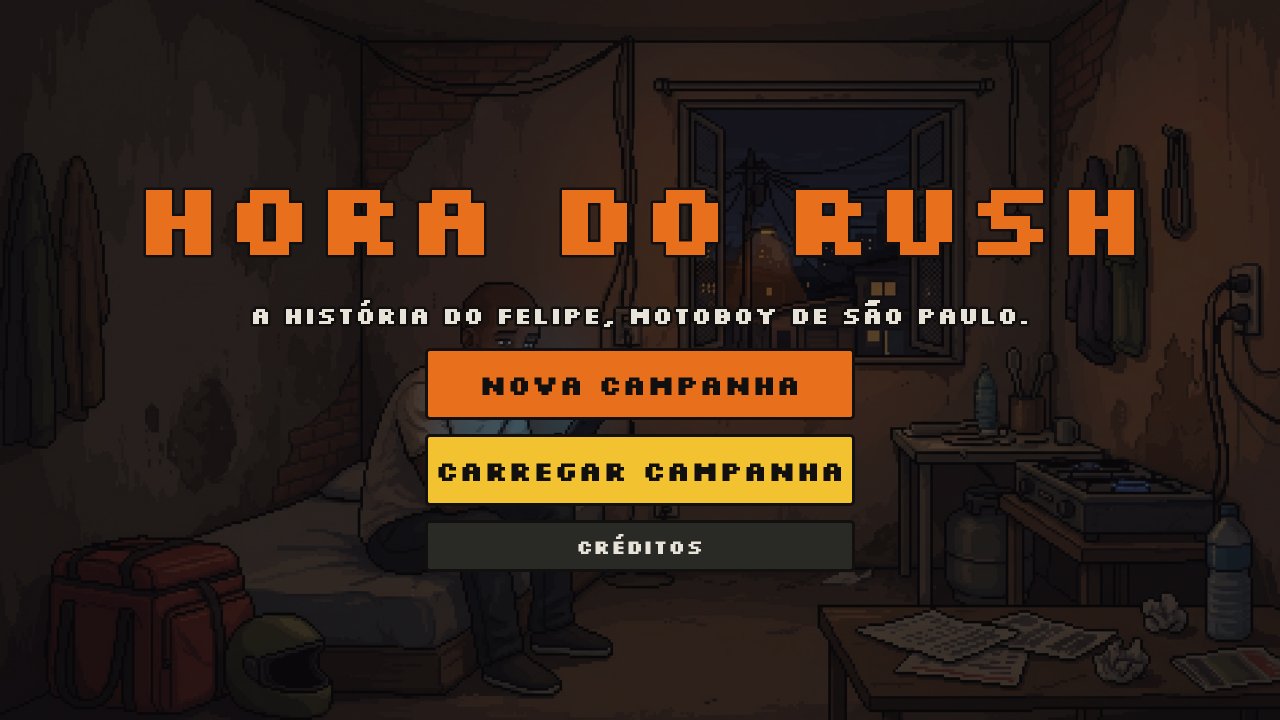 HORA DO RUSH
A HISTÓRIA DO FELIPE, MOTOBOY DE SÃO PAULO.
NOVA CAMPANHA
CARREGAR CAMPANHA
CRÉDITOS